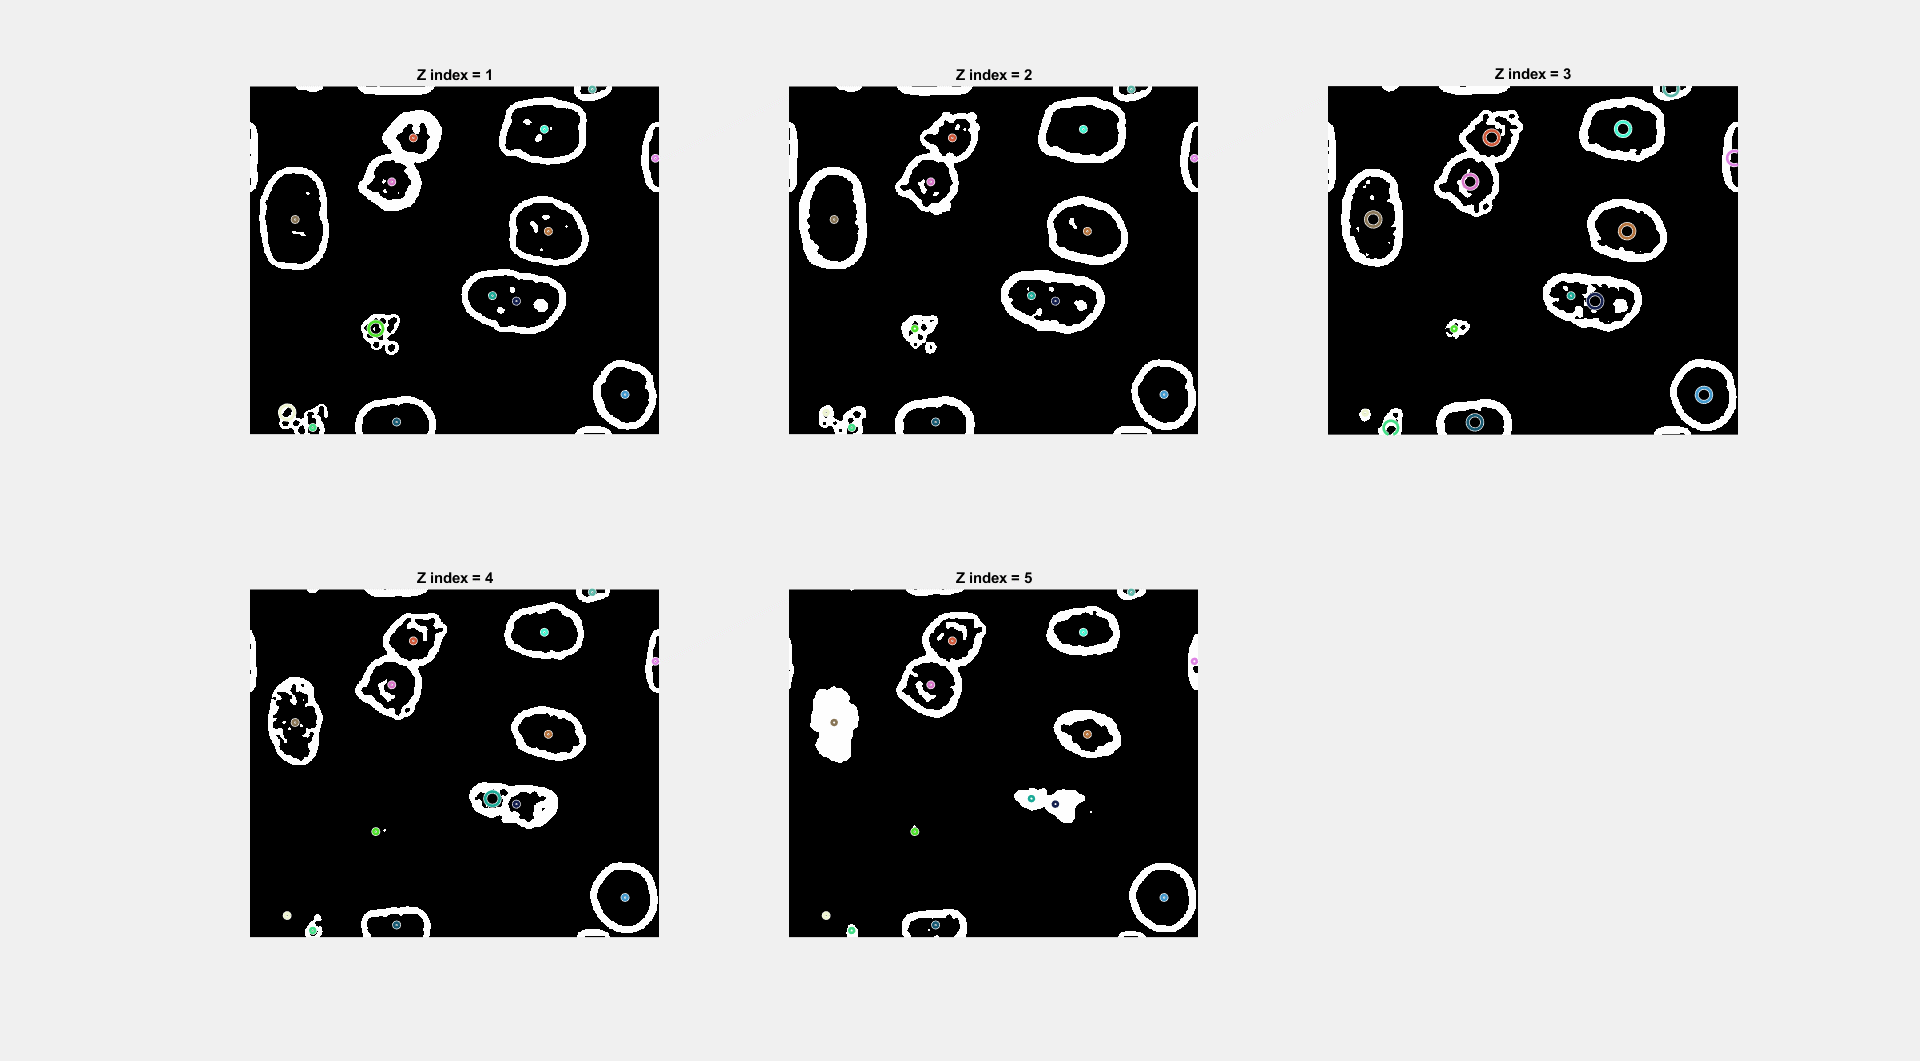 Z index = 1
Z index = 2
Z index = 3
Z index = 4
Z index = 5